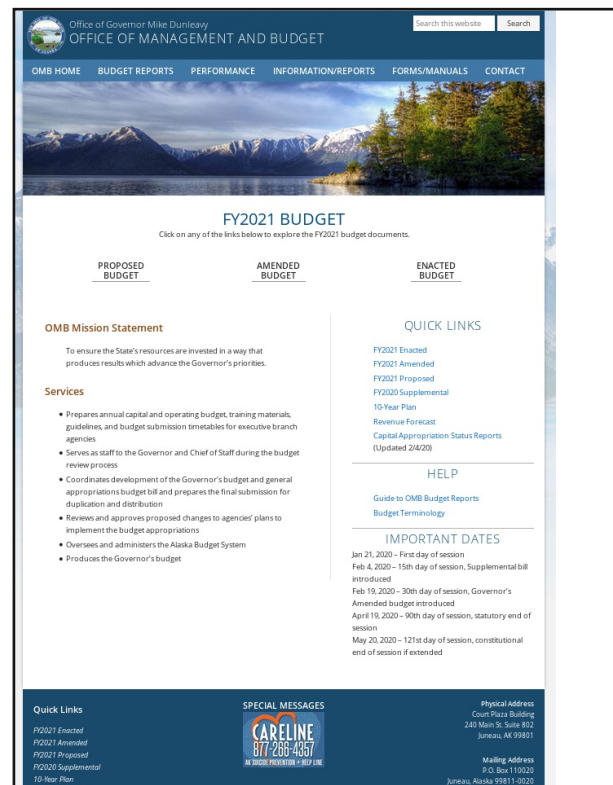 Office of Governor Mike Dunleavy
OFFICE OF MANAGEMENT AND BUDGET
Search this website
Search
OMB HOME
BUDGET REPORTS
PERFORMANCE
INFORMATION/REPORTS
FORMS/MANUALS
CONTACT
FY2021 BUDGET
Click on any of the links below to explore the FY2021 budget documents.
PROPOSED
BUDGET
AMENDED
BUDGET
ENACTED
BUDGET
OMB Mission Statement
To ensure the State's resources are invested in a way that
produces results which advance the Governor's priorities.
Services
• Prepares annual capital and operating budget, training materials,
guidelines, and budget submission timetables for executive branch
agencies
• Serves as staff to the Governor and Chief of Staff during the budget
review process
• Coordinates development of the Governor's budget and general
appropriations budget bill and prepares the final submission for
duplication and distribution
• Reviews and approves proposed changes to agencies' plans to
implement the budget appropriations
• Oversees and administers the Alaska Budget System
• Produces the Governor's budget
QUICK LINKS
FY2021 Enacted
FY2021 Amended
FY2021 Proposed
FY2020 Supplemental
10-Year Plan
Revenue Forecast
Capital Appropriation Status Reports
(Updated 2/4/20)
HELP
Guide to OMB Budget Reports
Budget Terminology
IMPORTANT DATES
Jan 21, 2020 – First day of session
Feb 4, 2020 – 15th day of session, Supplemental bill
introduced
Feb 19, 2020 – 30th day of session, Governor's
Amended budget introduced
April 19, 2020 – 90th day of session, statutory end of
session
May 20, 2020 – 121st day of session, constitutional
end of session if extended
Quick Links
FY2021 Enacted
FY2021 Amended
FY2021 Proposed
FY2020 Supplemental
10-Year Plan
SPECIAL MESSAGES
CARELINE
877-266-4357
AK SUICIDE PREVENTION + HELP LINE
Physical Address
Court Plaza Building
240 Main St. Suite 802
Juneau, AK 99801
Mailing Address
P.O. Box 110020
Juneau, Alaska 99811-0020